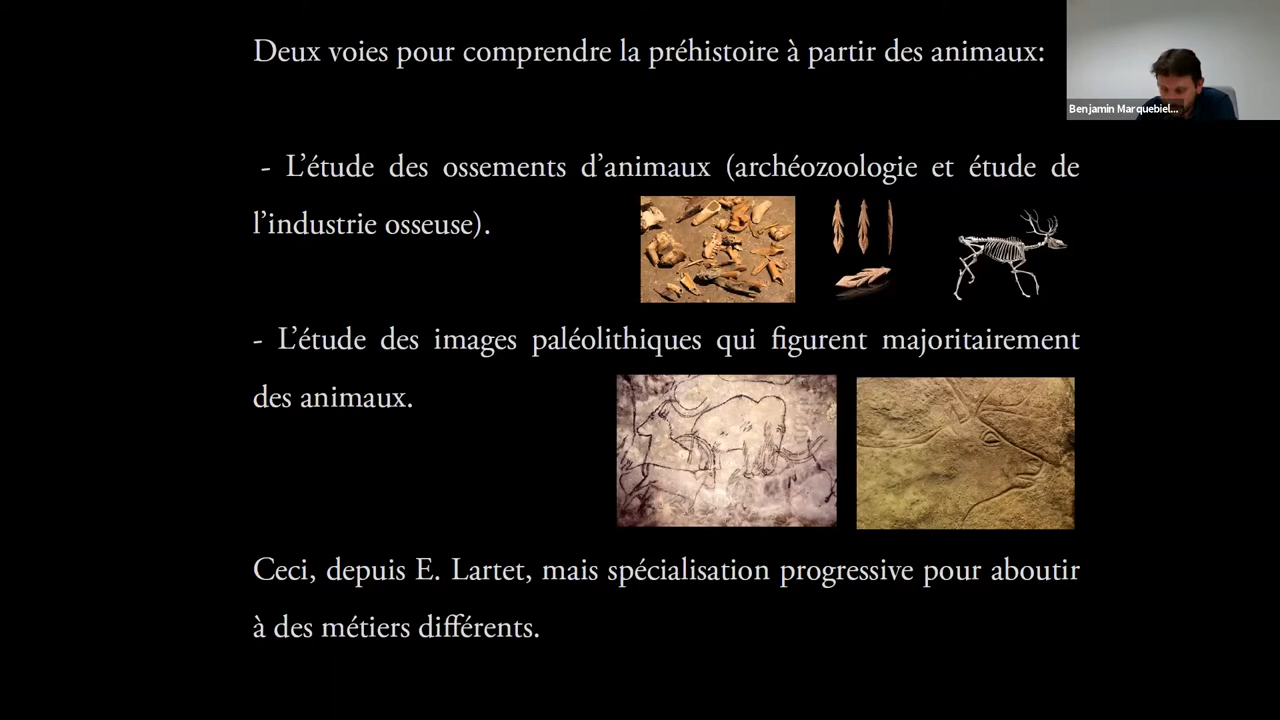 Deux voies pour comprendre la préhistoire à partir des animaux:
Benjamin Marquebiel...
- L’étude des ossements d’animaux (archéozoologie et étude de
l’industrie osseuse).
- L’étude des images paléolithiques qui figurent majoritairement
des animaux.
Ceci, depuis E. Lartet, mais spécialisation progressive pour aboutir
à des métiers différents.